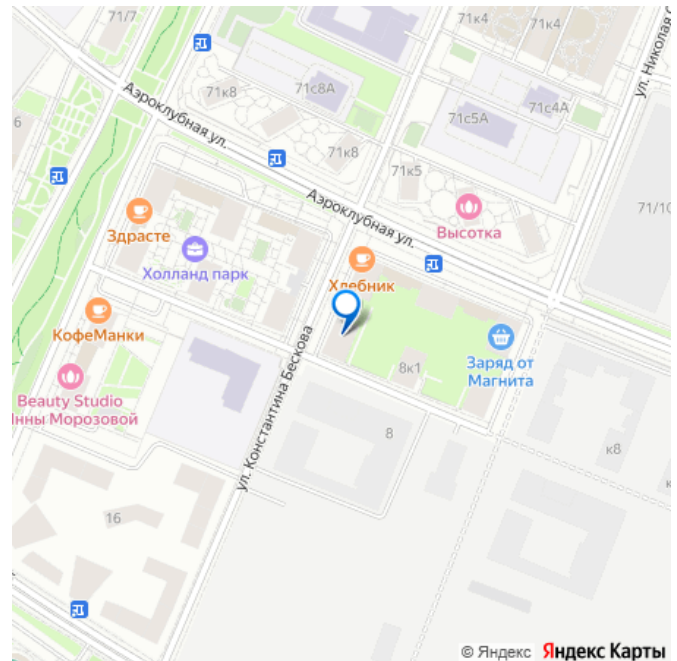 71/7
71к4
71к4
ул. Николая С
71к8
71с8А
71с4А
71с5А
6
Аэроклубная ул.
71к8
71к5
Аэроклубная ул.
71/10
Высотка
Здрасте
Холланд парк
Хлебник
КофеМанки
8к1
Заряд от
Магнита
Beauty Studio
Инны Морозовой
ул. Константина Бескова
8
к8
к
16
© Яндекс Яндекс Карты